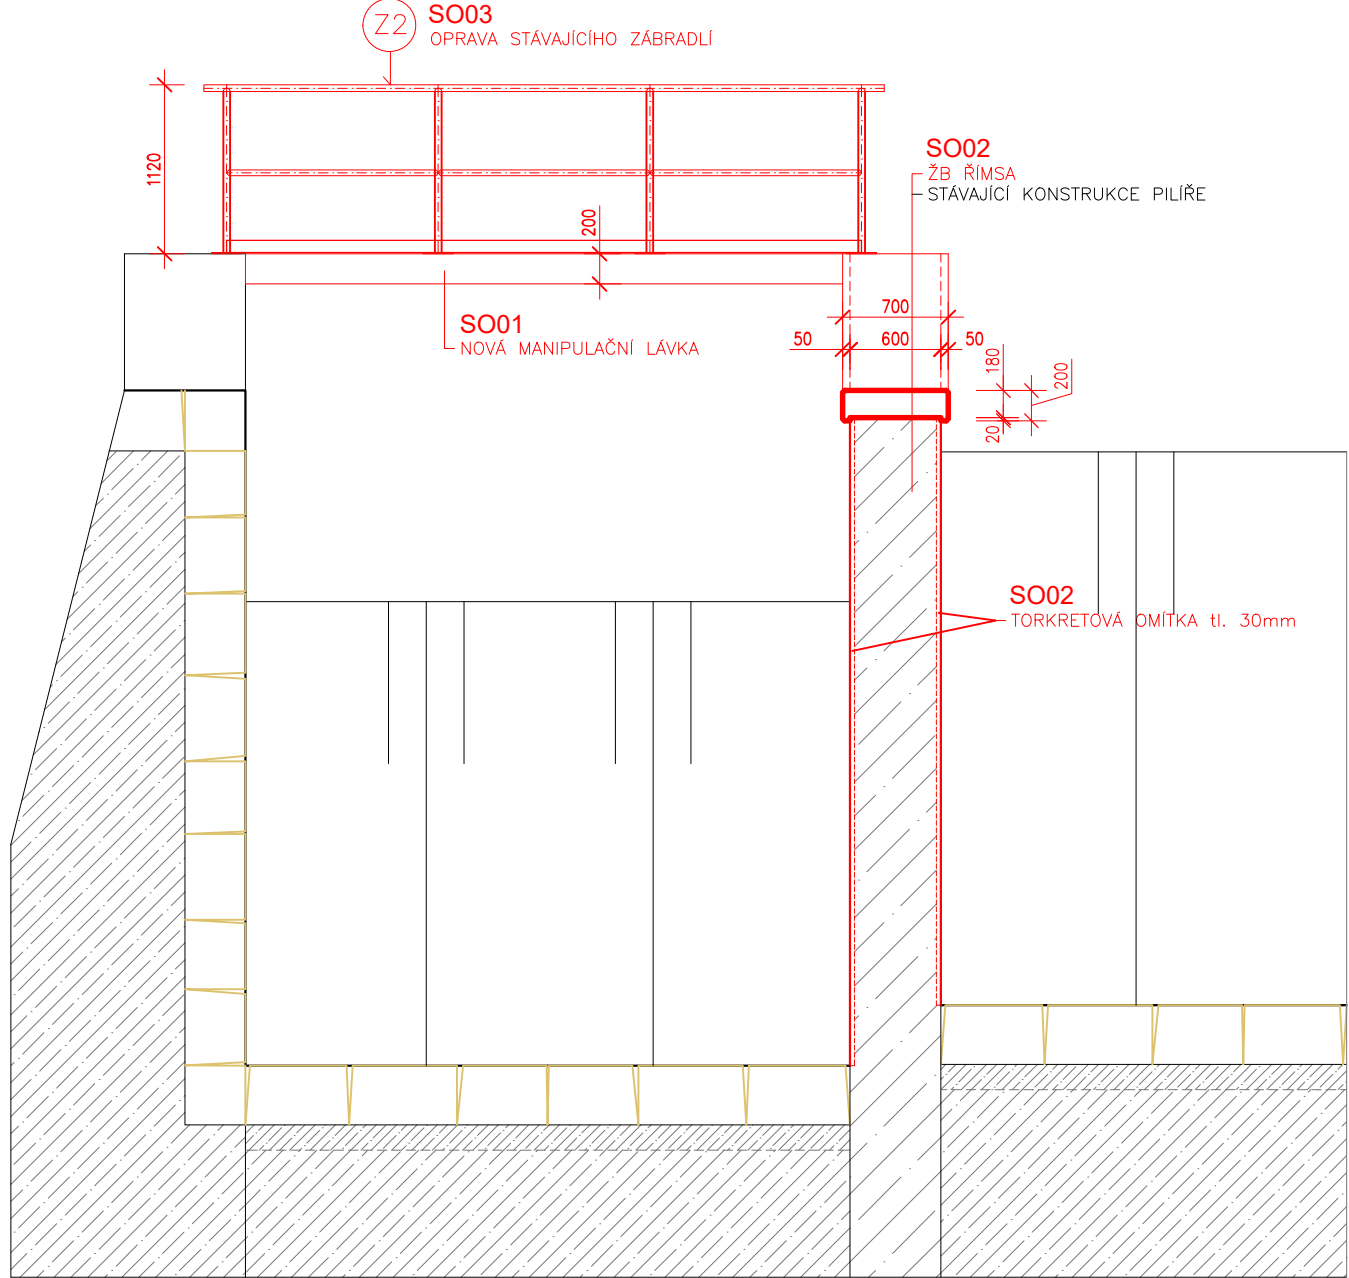 Z2
SO03
OPRAVA STÁVAJÍCÍHO ZÁBRADLÍ
1120
200
SO02
ŽB ŘÍMSA
STÁVAJÍCÍ KONSTRUKCE PILÍŘE
SO01
NOVÁ MANIPULAČNÍ LÁVKA
700
50
600
50
180
200
20
SO02
TORKRETOVÁ OMÍTKA tl. 30mm